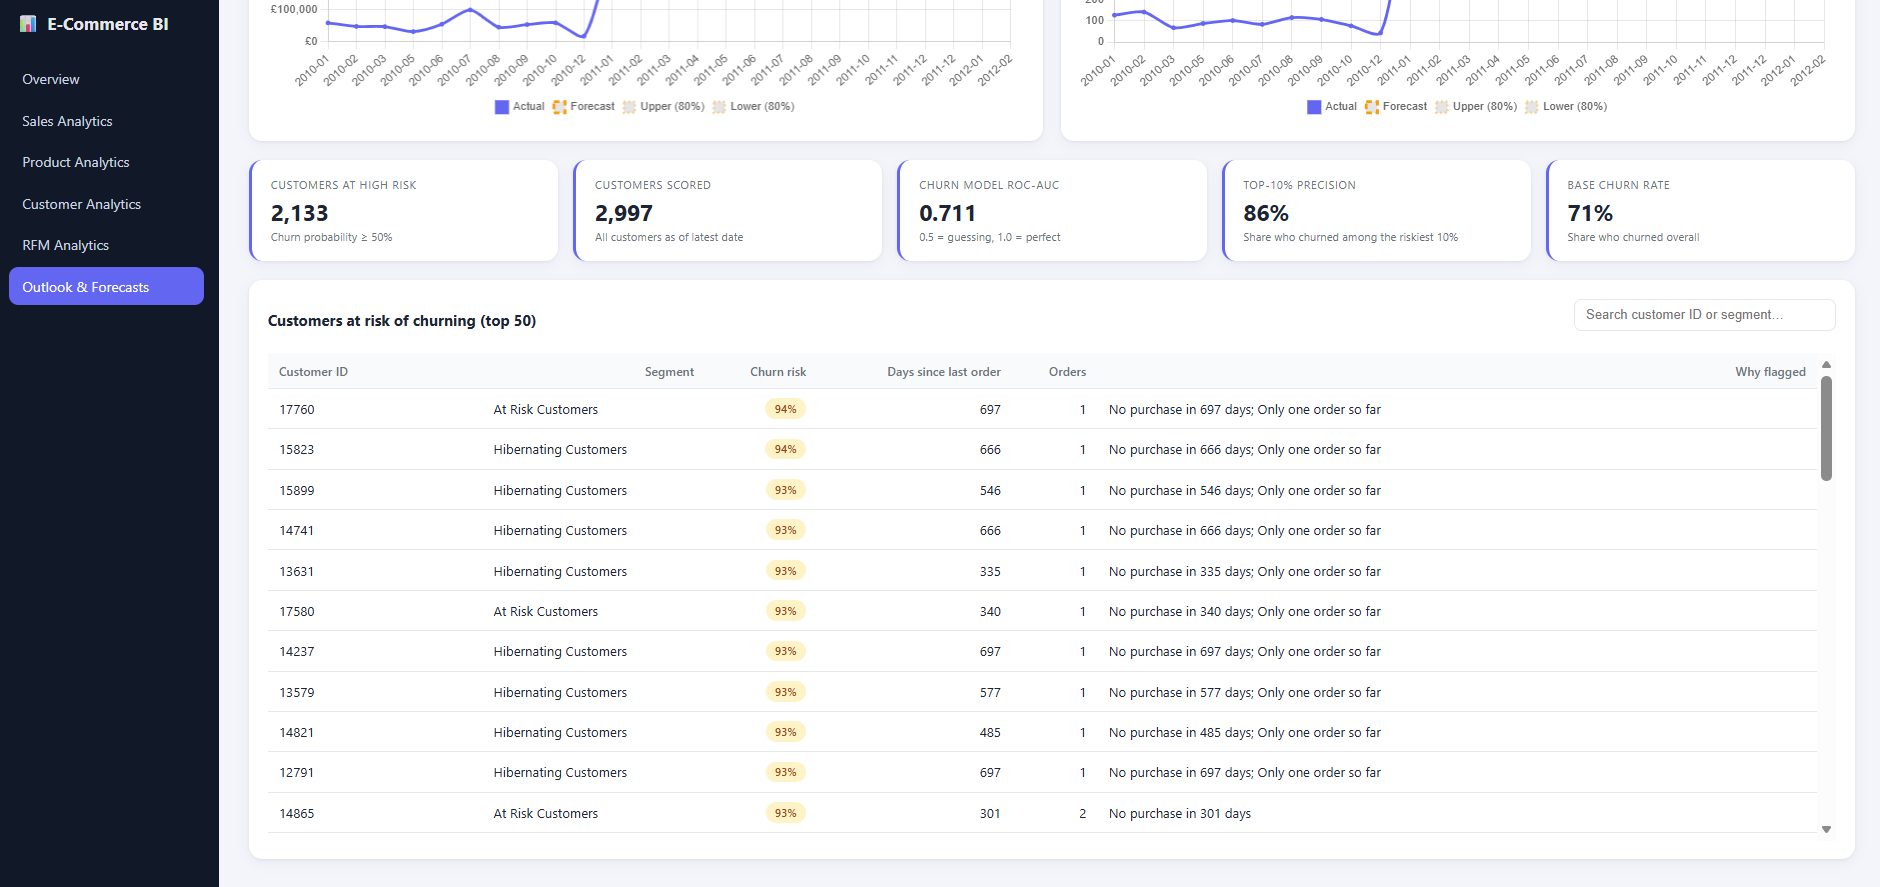 E-Commerce BI
Overview
Sales Analytics
Product Analytics
Customer Analytics
RFM Analytics
Outlook & Forecasts
£100,000
£0
2010-01 2010-02 2010-03 2010-05 2010-06 2010-07 2010-08 2010-09 2010-10 2010-12 2011-01 2011-02 2011-03 2011-04 2011-05 2011-06 2011-07 2011-08 2011-09 2011-10 2011-11 2011-12 2011-12 2012-01 2012-02
Actual Forecast Upper (80%) Lower (80%)
200
100
0
2010-01 2010-02 2010-03 2010-05 2010-06 2010-07 2010-08 2010-09 2010-10 2010-12 2011-01 2011-02 2011-03 2011-04 2011-05 2011-06 2011-07 2011-08 2011-09 2011-10 2011-11 2011-12 2011-12 2012-01 2012-02
Actual Forecast Upper (80%) Lower (80%)
CUSTOMERS AT HIGH RISK
2,133
Churn probability ≥ 50%
CUSTOMERS SCORED
2,997
All customers as of latest date
CHURN MODEL ROC-AUC
0.711
0.5 = guessing, 1.0 = perfect
TOP-10% PRECISION
86%
Share who churned among the riskiest 10%
BASE CHURN RATE
71%
Share who churned overall
Customers at risk of churning (top 50)
Search customer ID or segment...
Customer ID Segment Churn risk Days since last order Orders Why flagged
17760 At Risk Customers 94% 697 1 No purchase in 697 days; Only one order so far
15823 Hibernating Customers 94% 666 1 No purchase in 666 days; Only one order so far
15899 Hibernating Customers 93% 546 1 No purchase in 546 days; Only one order so far
14741 Hibernating Customers 93% 666 1 No purchase in 666 days; Only one order so far
13631 Hibernating Customers 93% 335 1 No purchase in 335 days; Only one order so far
17580 At Risk Customers 93% 340 1 No purchase in 340 days; Only one order so far
14237 Hibernating Customers 93% 697 1 No purchase in 697 days; Only one order so far
13579 Hibernating Customers 93% 577 1 No purchase in 577 days; Only one order so far
14821 Hibernating Customers 93% 485 1 No purchase in 485 days; Only one order so far
12791 Hibernating Customers 93% 697 1 No purchase in 697 days; Only one order so far
14865 At Risk Customers 93% 301 2 No purchase in 301 days